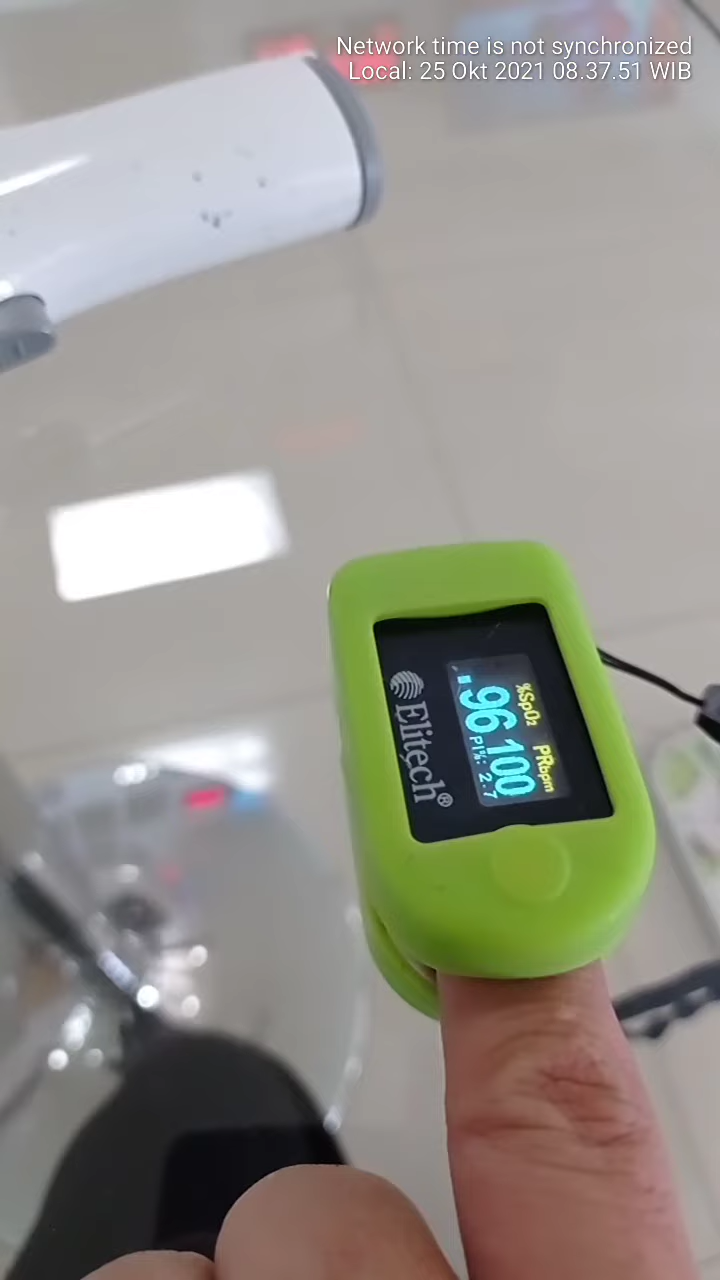 Network time is not synchronized
Local: 25 Okt 2021 08.37.51 WIB
%SpO2 PRbpm
96 100
PI%: 2.7
Elitech®